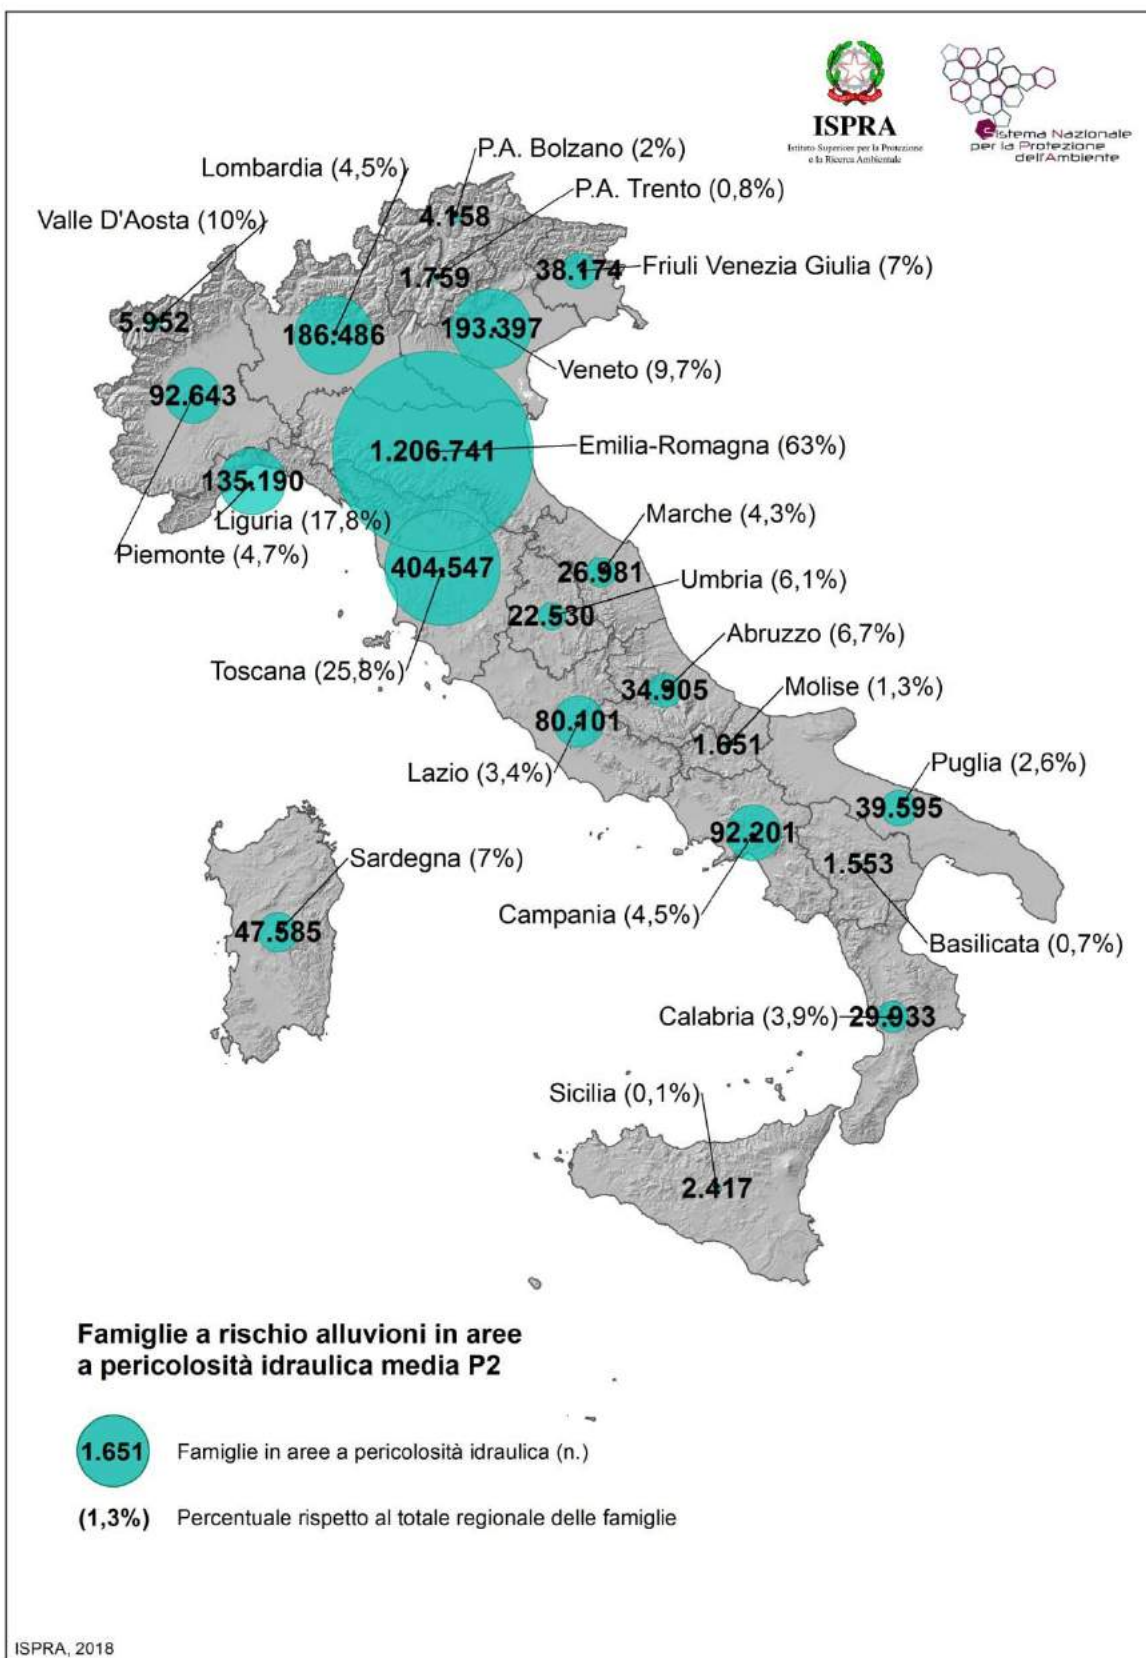 ISPRA
Istituto Superiore per la Protezione
e la Ricerca Ambientale
Sistema Nazionale
per la Protezione
dell'Ambiente
P.A. Bolzano (2%)
4.158
Lombardia (4,5%)
186.486
P.A. Trento (0,8%)
1.759
Valle D'Aosta (10%)
5.952
38.174
Friuli Venezia Giulia (7%)
193.397
Veneto (9,7%)
92.643
Piemonte (4,7%)
1.206.741
Emilia-Romagna (63%)
135.190
Liguria (17,8%)
Marche (4,3%)
26.981
404.547
Toscana (25,8%)
Umbria (6,1%)
22.530
Abruzzo (6,7%)
34.905
Molise (1,3%)
1.651
80.101
Lazio (3,4%)
Puglia (2,6%)
39.595
92.201
Campania (4,5%)
1.553
Basilicata (0,7%)
Sardegna (7%)
47.585
Calabria (3,9%)
29.933
Sicilia (0,1%)
2.417
Famiglie a rischio alluvioni in aree
a pericolosità idraulica media P2
1.651
Famiglie in aree a pericolosità idraulica (n.)
(1,3%)
Percentuale rispetto al totale regionale delle famiglie
ISPRA, 2018